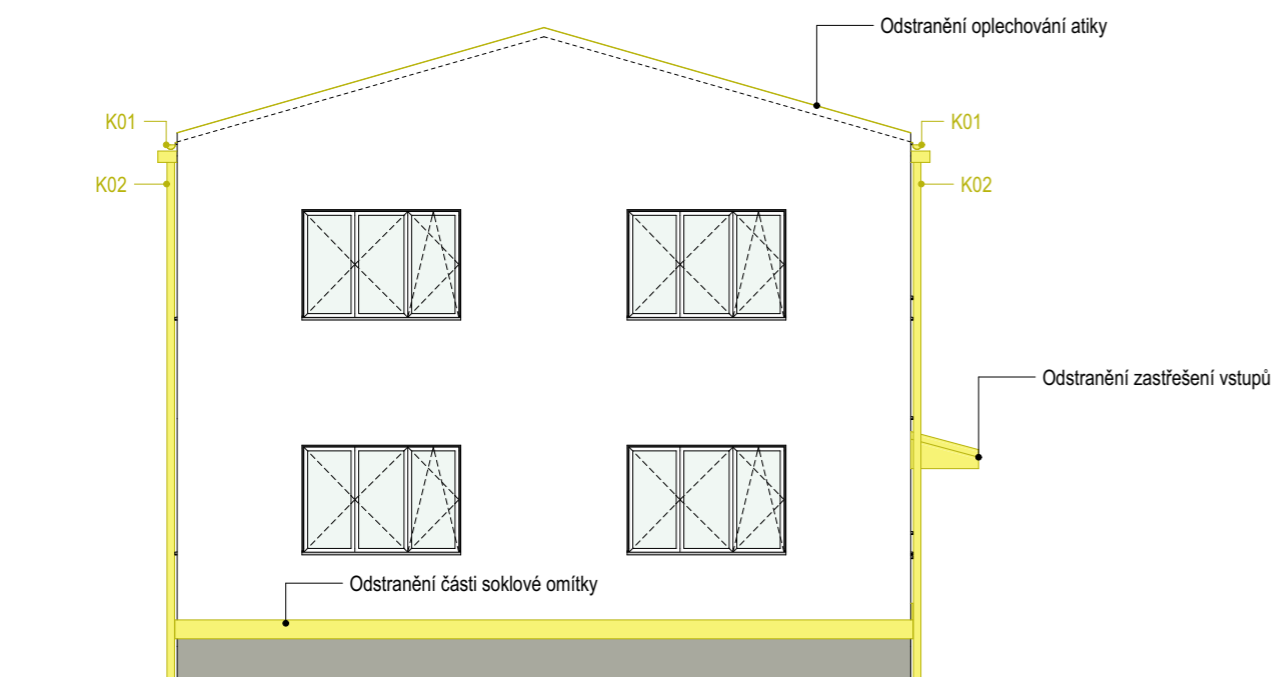 Odstranění oplechování atiky
K01
K01
K02
K02
Odstranění zastřešení vstupů
Odstranění části soklové omítky